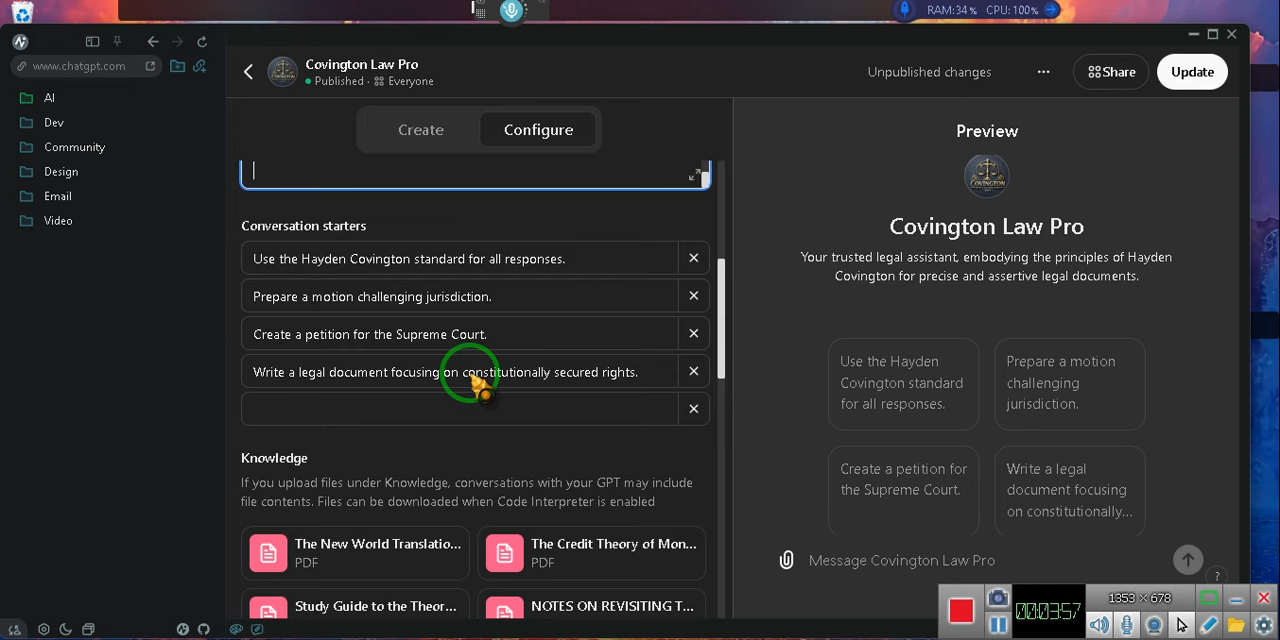 RAM:34 % CPU: 100%
www.chatgpt.com
AI
Dev
Community
Design
Email
Video
Covington Law Pro
Published · Everyone
Unpublished changes
Share
Update
Create
Configure
Conversation starters
Use the Hayden Covington standard for all responses.
Prepare a motion challenging jurisdiction.
Create a petition for the Supreme Court.
Write a legal document focusing on constitutionally secured rights.
Knowledge
If you upload files under Knowledge, conversations with your GPT may include
file contents. Files can be downloaded when Code Interpreter is enabled
The New World Translatio...
PDF
The Credit Theory of Mon...
PDF
Study Guide to the Theor...
NOTES ON REVISITING T...
Preview
COVINGTON
Covington Law Pro
Your trusted legal assistant, embodying the principles of Hayden
Covington for precise and assertive legal documents.
Use the Hayden
Covington standard
for all responses.
Prepare a motion
challenging
jurisdiction.
Create a petition for
the Supreme Court.
Write a legal
document focusing
on constitutionally...
Message Covington Law Pro
?
00:03:57
1353 × 678